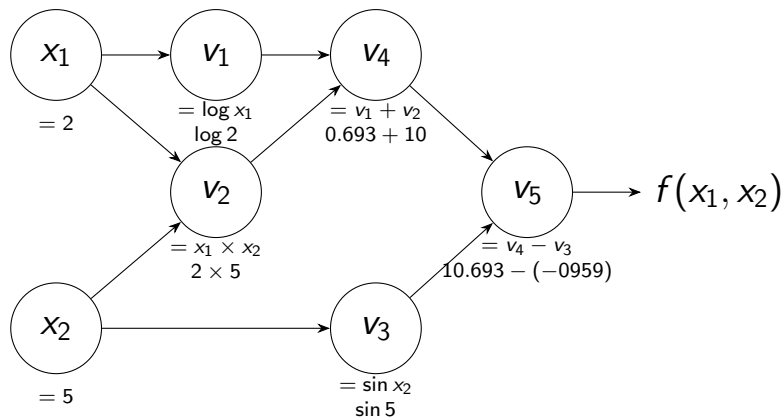 x₁
= 2
v₁
= log x₁
log 2
v₄
= v₁ + v₂
0.693 + 10
v₂
= x₁ × x₂
2 × 5
v₅
= v₄ − v₃
10.693 − (−0959)
f(x₁, x₂)
x₂
= 5
v₃
= sin x₂
sin 5